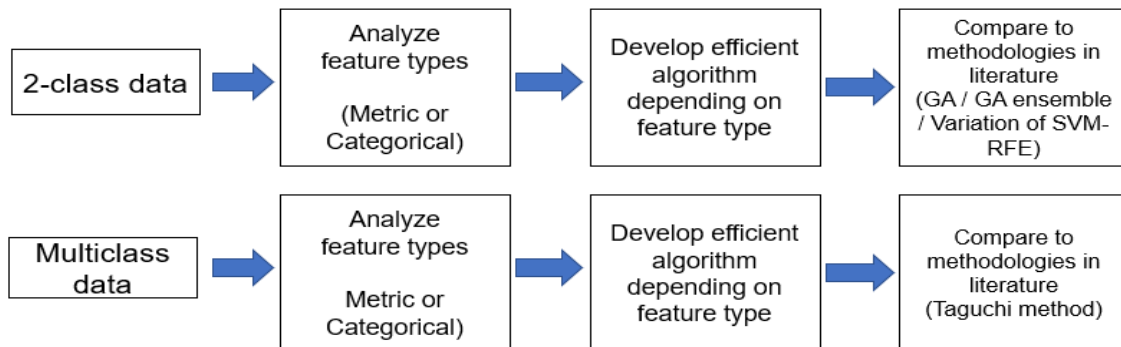 2-class data
Analyze
feature types
(Metric or
Categorical)
Develop efficient
algorithm
depending on
feature type
Compare to
methodologies in
literature
(GA / GA ensemble
/ Variation of SVM-
RFE)
Multiclass
data
Analyze
feature types
Metric or
Categorical)
Develop efficient
algorithm
depending on
feature type
Compare to
methodologies in
literature
(Taguchi method)